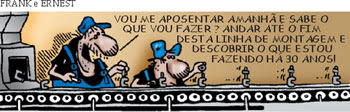 FRANK e ERNEST
VOU ME APOSENTAR AMANHÃ E SABE O
QUE VOU FAZER ? ANDAR ATÉ O FIM
DESTA LINHA DE MONTAGEM E
DESCOBRIR O QUE ESTOU
FAZENDO HÁ 30 ANOS!